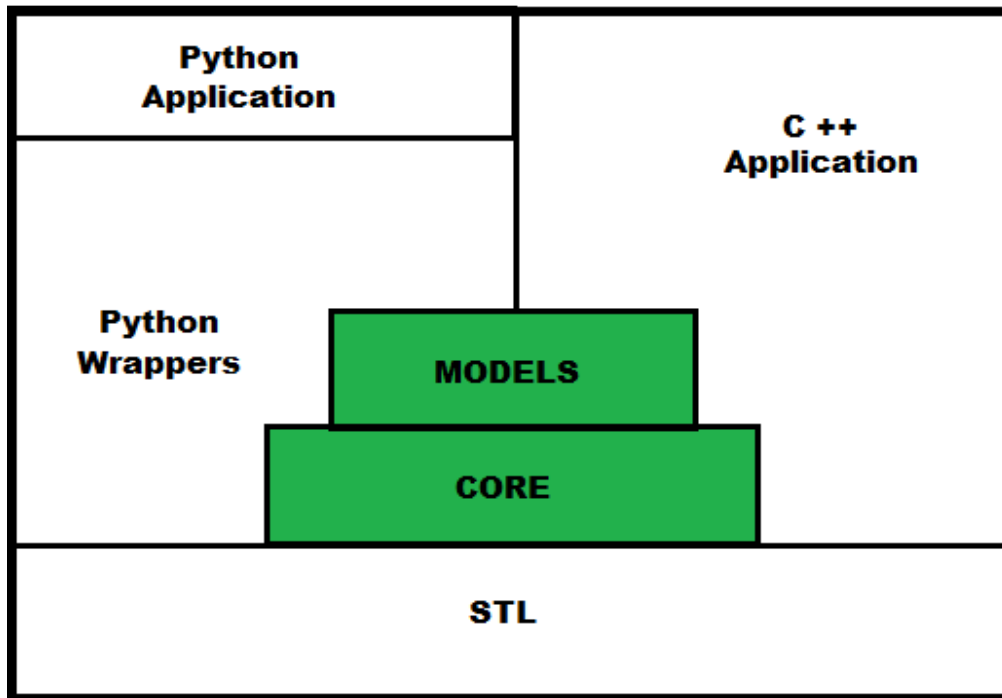 Python
Application
C ++
Application
Python
Wrappers
MODELS
CORE
STL